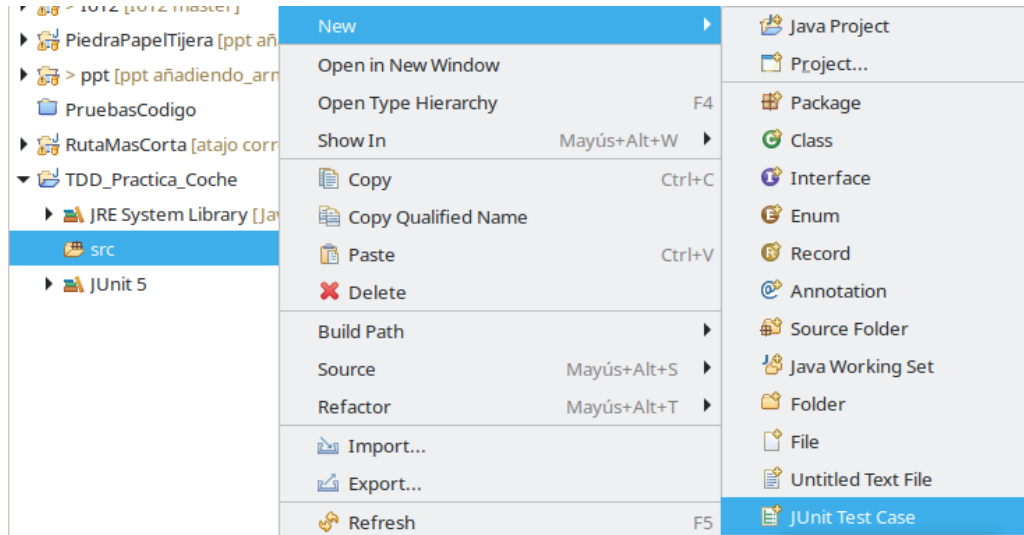 > IoT2 [IoT2 master]
PiedraPapelTijera [ppt añ
> ppt [ppt añadiendo_arn
PruebasCodigo
RutaMasCorta [atajo corr
TDD_Practica_Coche
JRE System Library [Ja
src
JUnit 5
New
Open in New Window
Open Type Hierarchy F4
Show In Mayús+Alt+W
Copy Ctrl+C
Copy Qualified Name
Paste Ctrl+V
Delete
Build Path
Source Mayús+Alt+S
Refactor Mayús+Alt+T
Import...
Export...
Refresh F5
Java Project
Project...
Package
Class
Interface
Enum
Record
Annotation
Source Folder
Java Working Set
Folder
File
Untitled Text File
JUnit Test Case